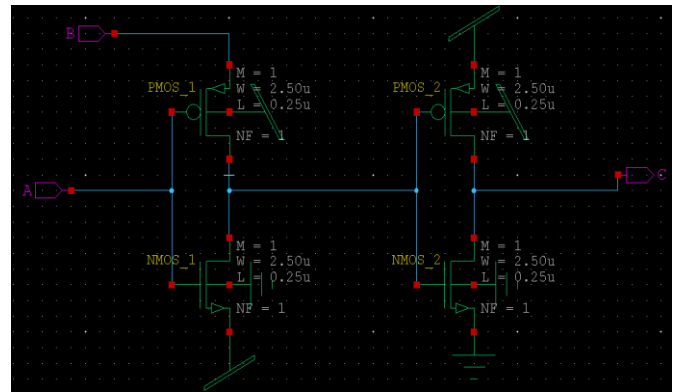 B
M = 1
W = 2.50u
L = 0.25u
NF = 1
PMOS_1
M = 1
W = 2.50u
L = 0.25u
NF = 1
PMOS_2
A
C
M = 1
W = 2.50u
L = 0.25u
NF = 1
NMOS_1
M = 1
W = 2.50u
L = 0.25u
NF = 1
NMOS_2